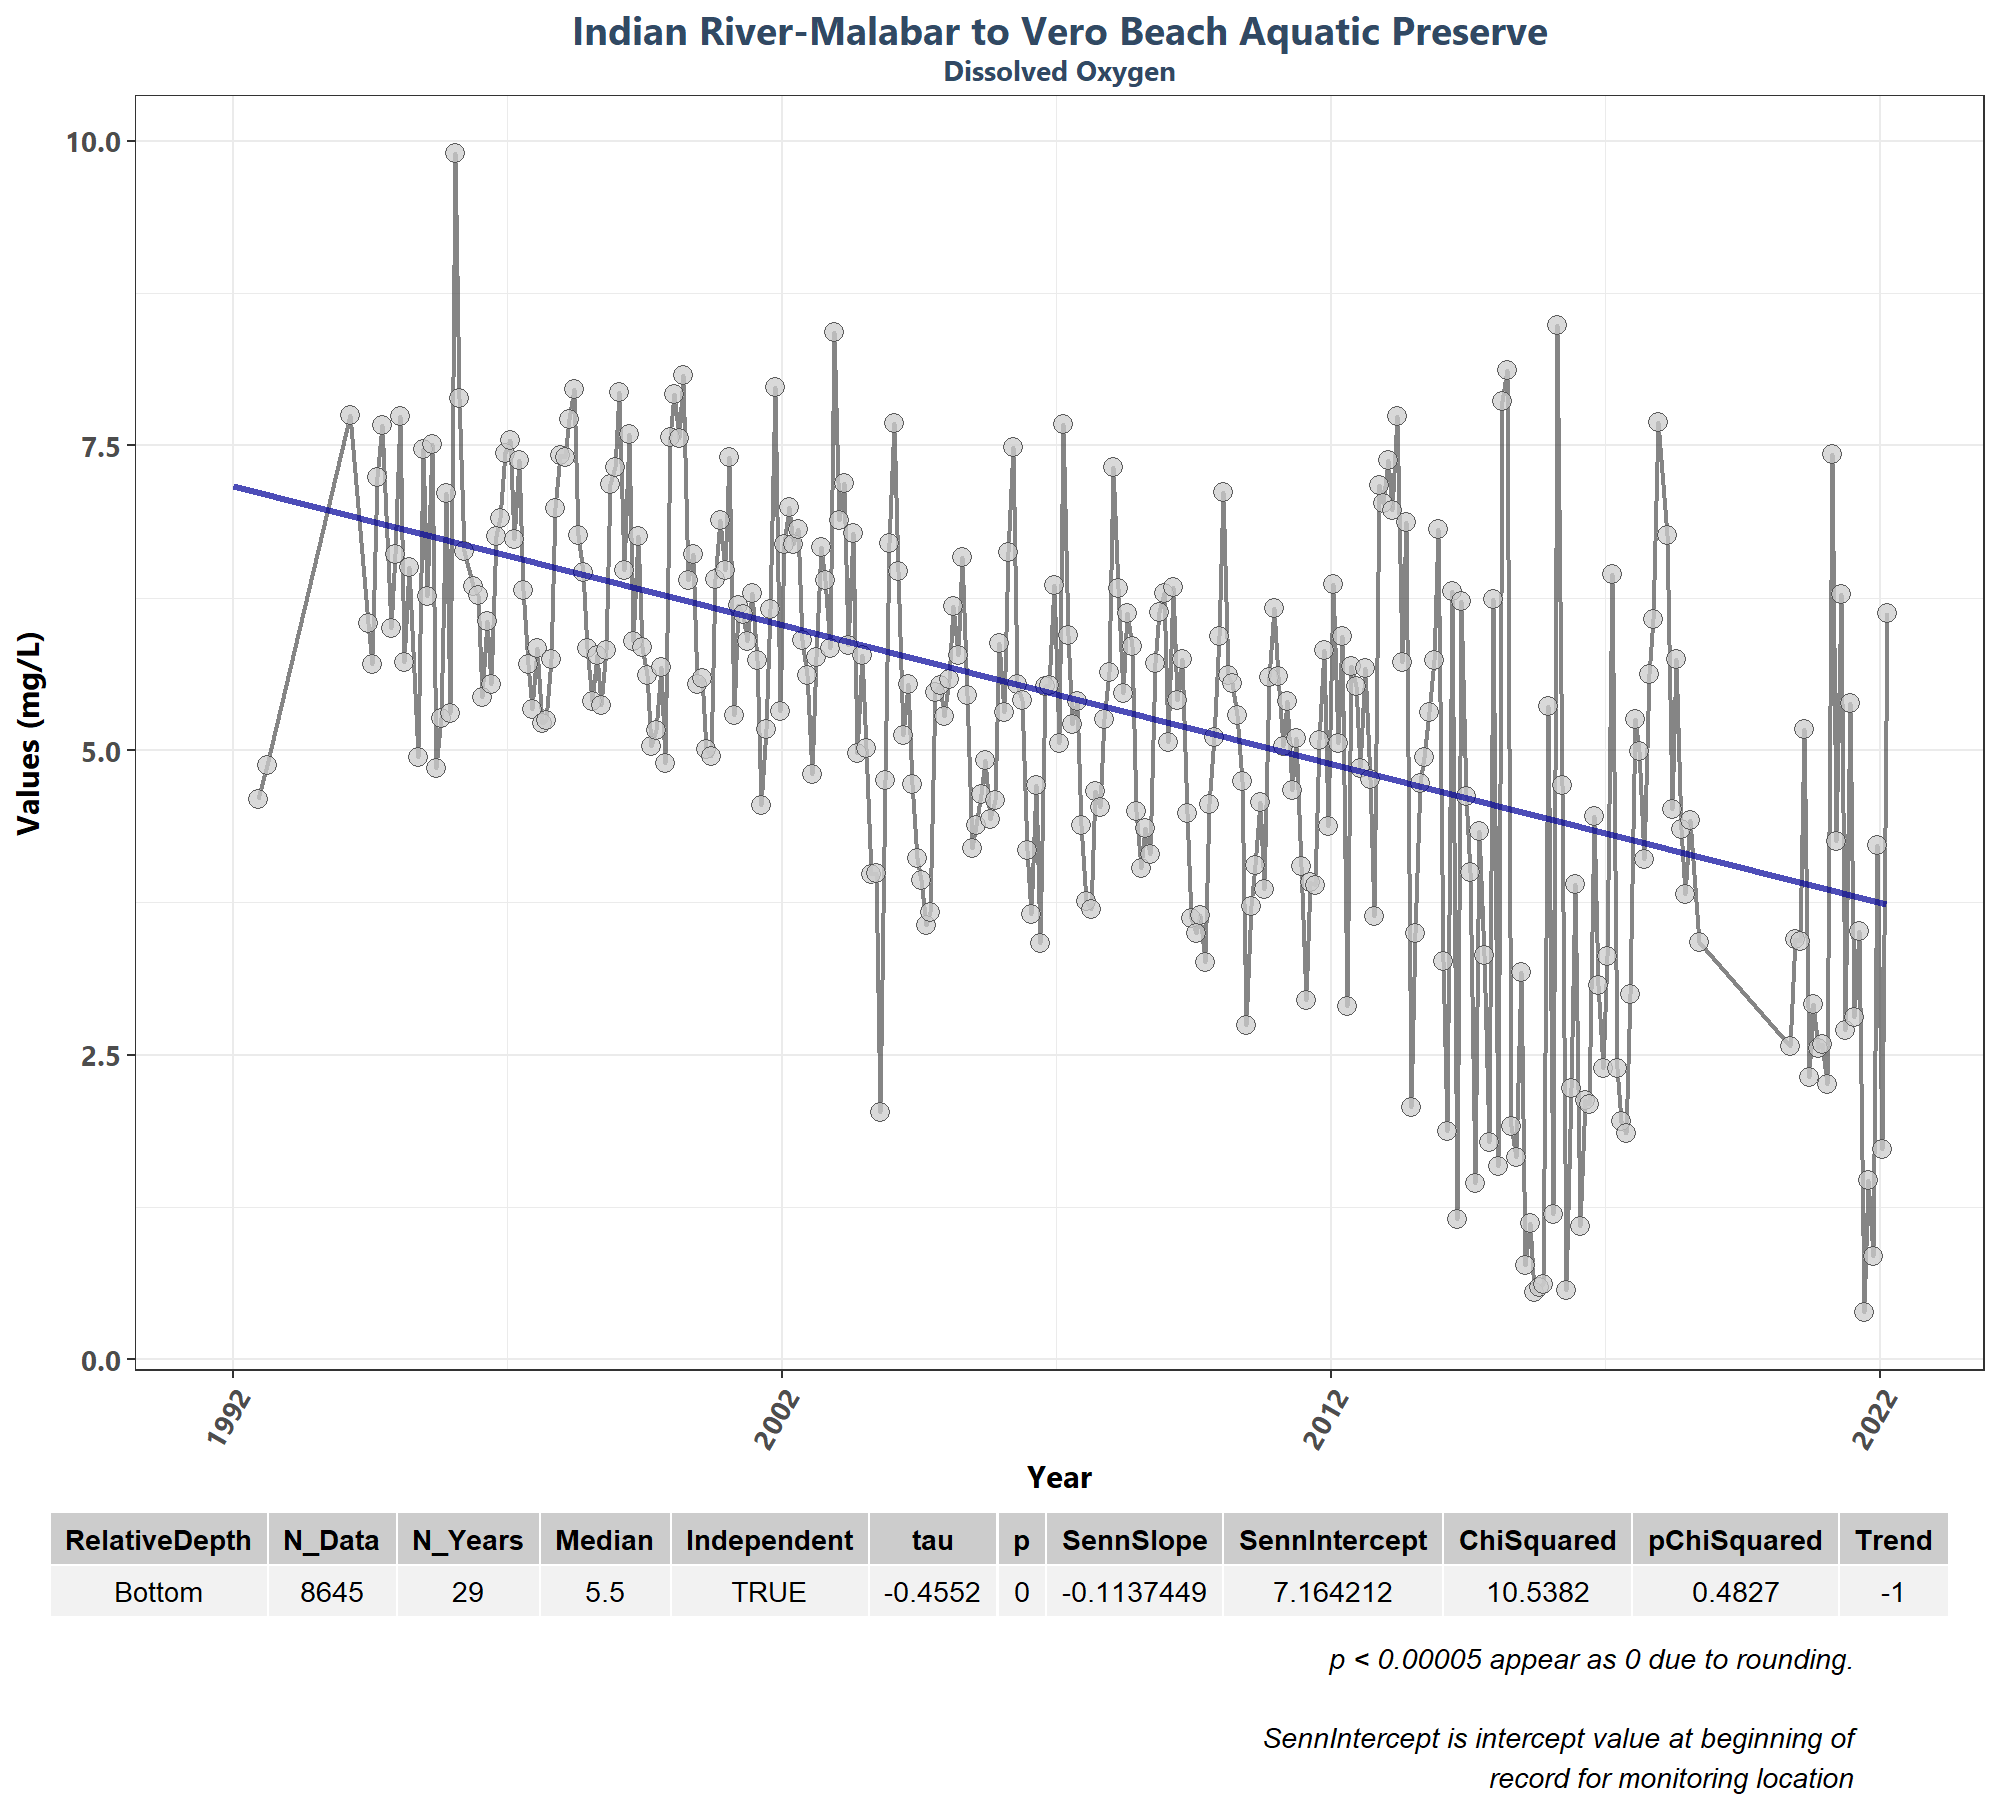 Indian River-Malabar to Vero Beach Aquatic Preserve
Dissolved Oxygen
Values (mg/L)
10.0
7.5
5.0
2.5
0.0
1992 2002 2012 2022
Year
RelativeDepth N_Data N_Years Median Independent tau p SennSlope SennIntercept ChiSquared pChiSquared Trend
Bottom 8645 29 5.5 TRUE -0.4552 0 -0.1137449 7.164212 10.5382 0.4827 -1
p < 0.00005 appear as 0 due to rounding.
SennIntercept is intercept value at beginning of
record for monitoring location